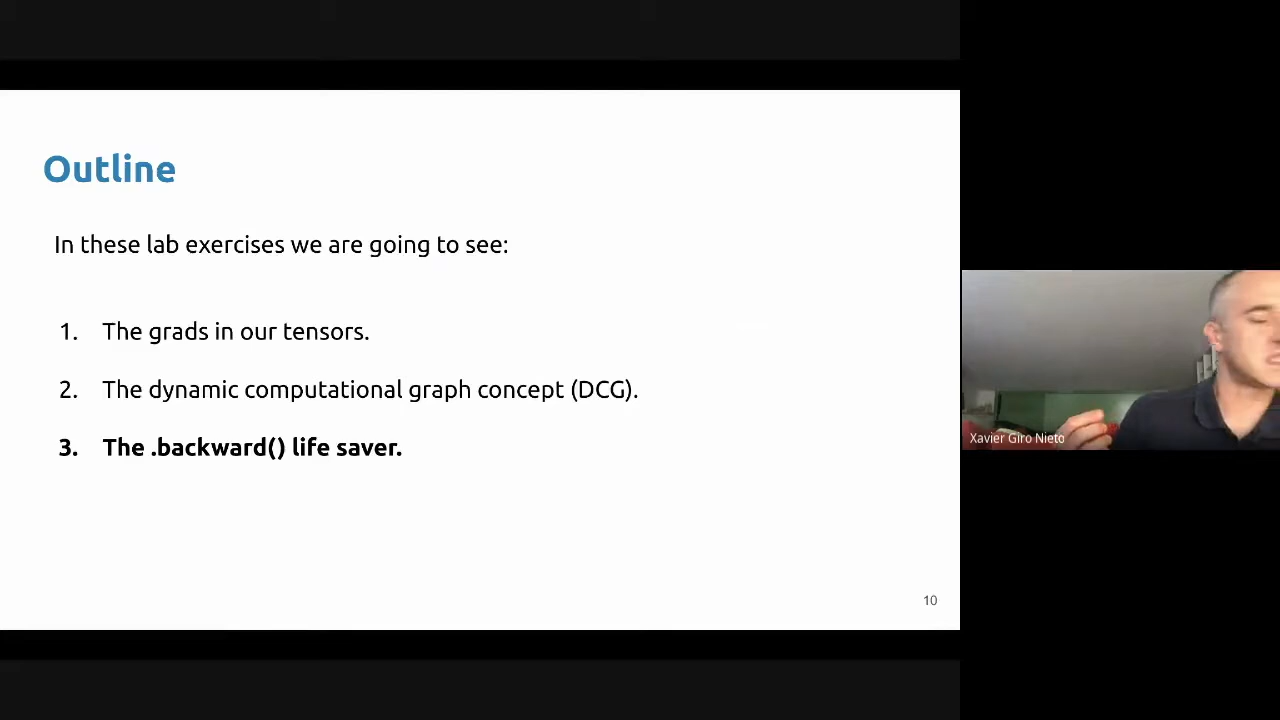 Outline
In these lab exercises we are going to see:
1. The grads in our tensors.
2. The dynamic computational graph concept (DCG).
3. The .backward() life saver.
10
Xavier Giro Nieto